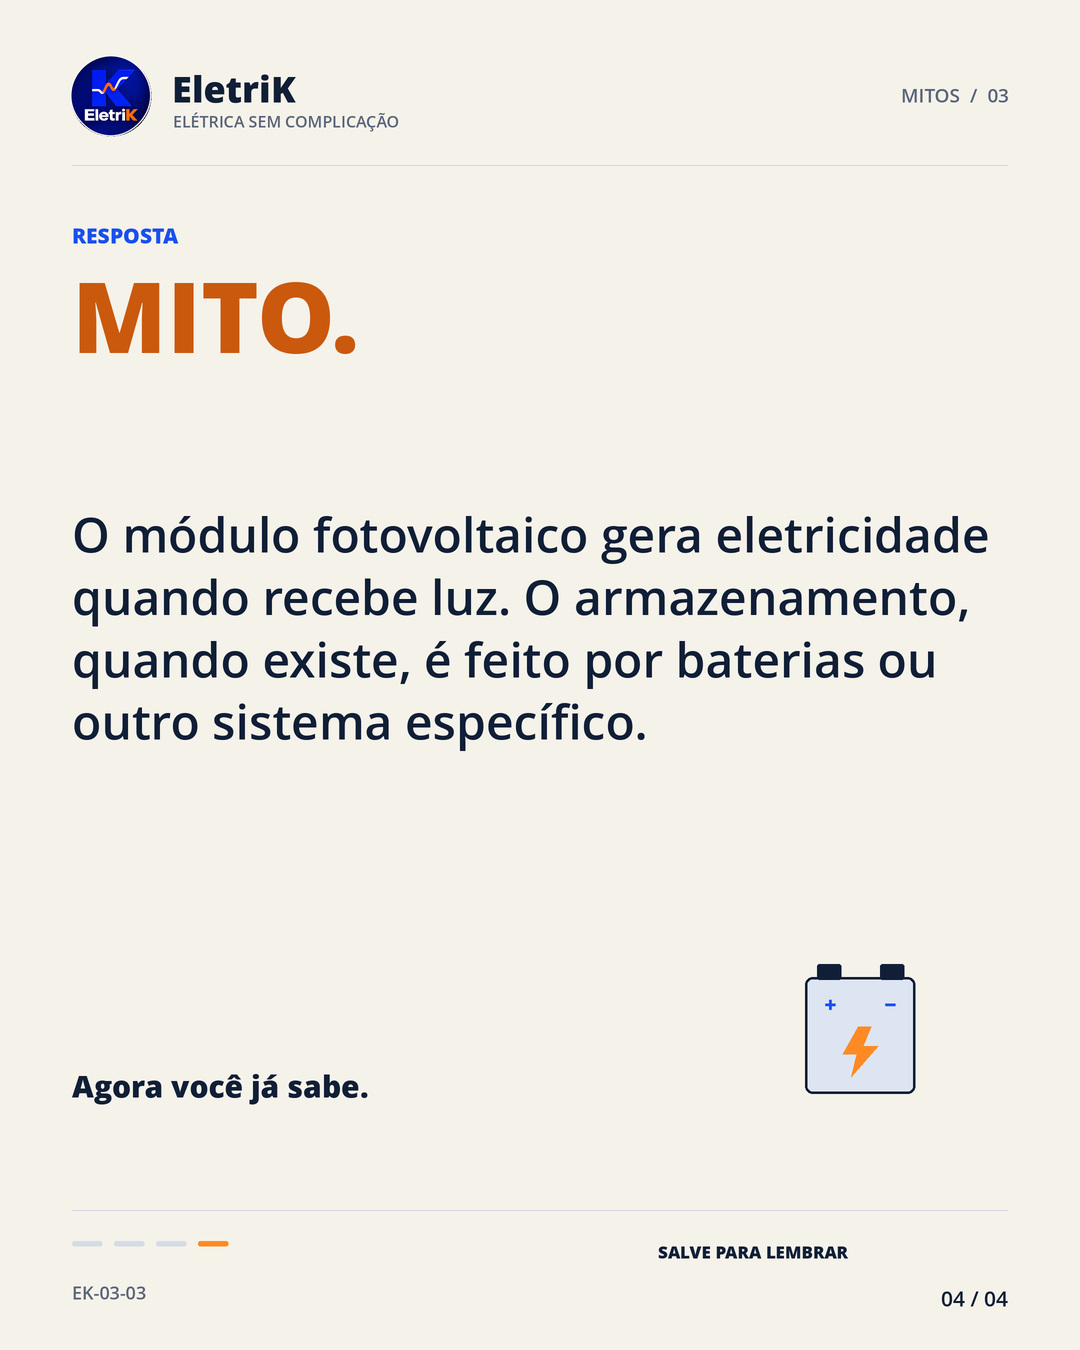 EletriK
EletriK
ELÉTRICA SEM COMPLICAÇÃO
MITOS / 03
RESPOSTA
MITO.
O módulo fotovoltaico gera eletricidade
quando recebe luz. O armazenamento,
quando existe, é feito por baterias ou
outro sistema específico.
+ −
Agora você já sabe.
SALVE PARA LEMBRAR
EK-03-03
04 / 04